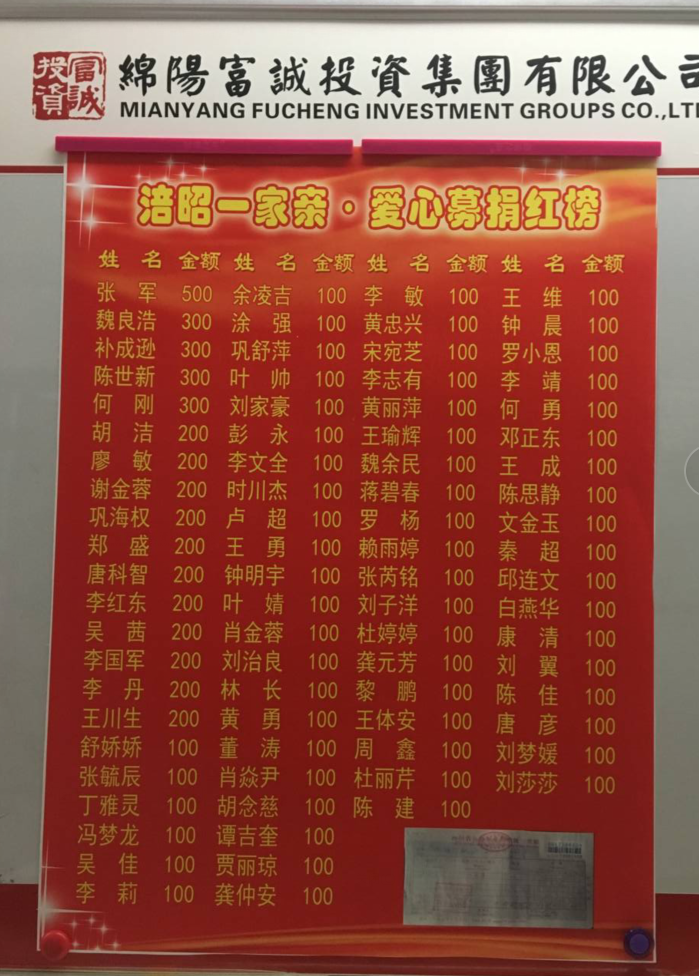 富誠投資
綿陽富誠投資集團有限公司
MIANYANG FUCHENG INVESTMENT GROUPS CO.,LT
涪昭一家亲·爱心募捐红榜
姓 名 金额 姓 名 金额 姓 名 金额 姓 名 金额
张 军 500 余凌吉 100 李 敏 100 王 维 100
魏良浩 300 涂 强 100 黄忠兴 100 钟 晨 100
补成逊 300 巩舒萍 100 宋宛芝 100 罗小恩 100
陈世新 300 叶 帅 100 李志有 100 李 靖 100
何 刚 300 刘家豪 100 黄丽萍 100 何 勇 100
胡 洁 200 彭 永 100 王瑜辉 100 邓正东 100
廖 敏 200 李文全 100 魏余民 100 王 成 100
谢金蓉 200 时川杰 100 蒋碧春 100 陈思静 100
巩海权 200 卢 超 100 罗 杨 100 文金玉 100
郑 盛 200 王 勇 100 赖雨婷 100 秦 超 100
唐科智 200 钟明宇 100 张芮铭 100 邱连文 100
李红东 200 叶 婧 100 刘子洋 100 白燕华 100
吴 茜 200 肖金蓉 100 杜婷婷 100 康 清 100
李国军 200 刘治良 100 龚元芳 100 刘 翼 100
李 丹 200 林 长 100 黎 鹏 100 陈 佳 100
王川生 200 黄 勇 100 王体安 100 唐 彦 100
舒娇娇 100 董 涛 100 周 鑫 100 刘梦媛 100
张毓辰 100 肖焱尹 100 杜丽芹 100 刘莎莎 100
丁雅灵 100 胡念慈 100 陈 建 100
冯梦龙 100 谭吉奎 100
吴 佳 100 贾丽琼 100
李 莉 100 龚仲安 100